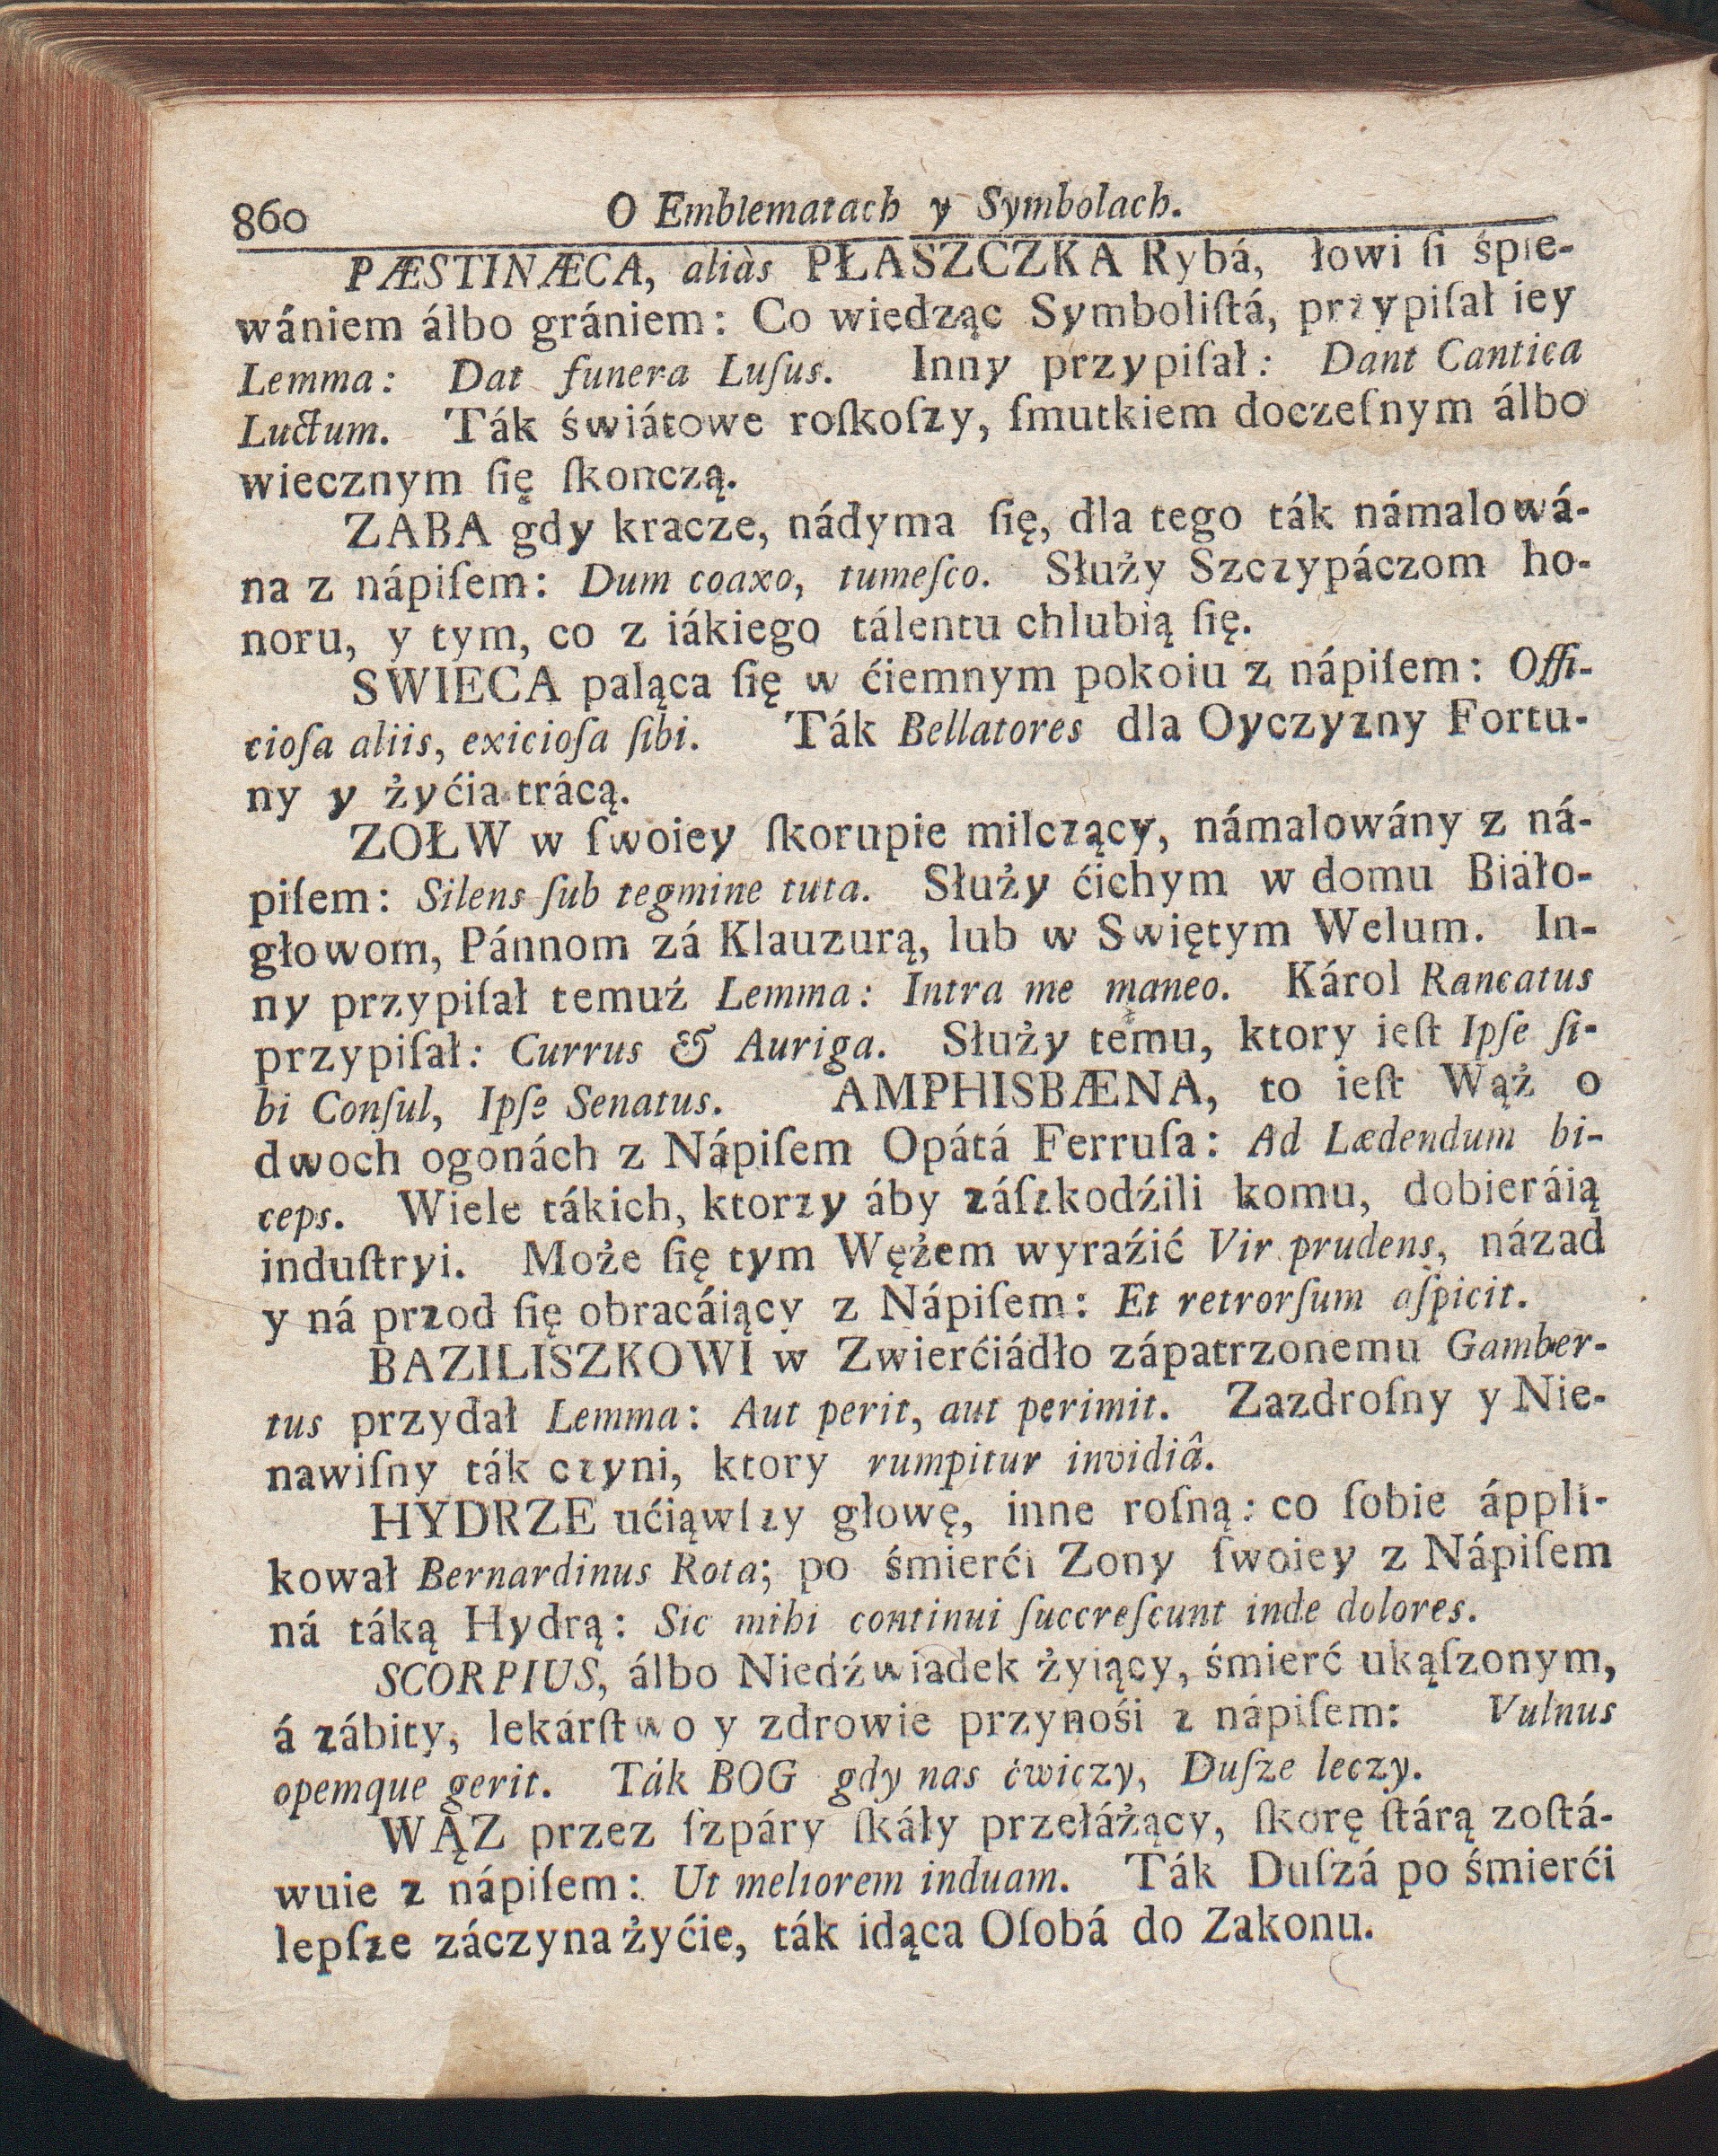 860 O Emblematach y Symbolach.
PÆSTINÆCA, aliàs PŁASZCZKA Rybá, łowi ſi śpie-
wániem álbo grániem: Co wiedząc Symboliſtá, przypiſał iey
Lemma: Dat funera Luſus. Inny przypiſał: Dant Cantica
Luctum. Ták świátowe roſkoſzy, ſmutkiem doczeſnym álbo
wiecznym ſię ſkonczą.
ZABA gdy kracze, nádyma ſię, dla tego ták námalowá-
na z nápiſem: Dum coaxo, tumeſco. Służy Szczypáczom ho-
noru, y tym, co z iákiego tálentu chlubią ſię.
SWIECA paląca ſię w ćiemnym pokoiu z nápiſem: Offi-
cioſa aliis, exicioſa ſibi. Ták Bellatores dla Oyczyzny Fortu-
ny y żyćia trácą.
ZOŁW w ſwoiey ſkorupie milczący, námalowány z ná-
piſem: Silens ſub tegmine tuta. Służy ćichym w domu Biáło-
głowom, Pánnom zá Klauzurą, lub w Swiętym Welum. In-
ny przypiſał temuż Lemma: Intra me maneo. Károl Rancatus
przypiſał: Currus & Auriga. Służy temu, ktory ieſt Ipſe ſi-
bi Conſul, Ipſe Senatus. AMPHISBÆNA, to ieſt Wąż o
dwoch ogonách z Nápiſem Opátá Ferruſa: Ad Lædendum bi-
ceps. Wiele tákich, ktorzy áby záſzkodźili komu, dobieráią
induſtryi. Może ſię tym Wężem wyraźić Vir prudens, názad
y ná przod ſię obracáiący z Nápiſem: Et retrorſum aſpicit.
BAZILISZKOWI w Zwierćiádło zápatrzonemu Gamber-
tus przydał Lemma: Aut perit, aut perimit. Zazdroſny y Nie-
nawiſny ták czyni, ktory rumpitur invidiâ.
HYDRZE ućiąwſzy głowę, inne roſną: co ſobie áppli-
kował Bernardinus Rota; po śmierći Zony ſwoiey z Nápiſem
ná táką Hydrą: Sic mihi continui ſuccreſcunt inde dolores.
SCORPIUS, álbo Niedźwiadek żyiący, śmierć ukąſzonym,
á zábity, lekárſtwo y zdrowie przynośi z nápiſem: Vulnus
opemque gerit. Ták BOG gdy nas ćwiczy, Duſze leczy.
WĄZ przez ſzpáry ſkáły przełáżący, ſkorę ſtárą zoſtá-
wuie z nápiſem: Ut meliorem induam. Ták Duſzá po śmierći
lepſze záczyna żyćie, ták idąca Oſobá do Zakonu.